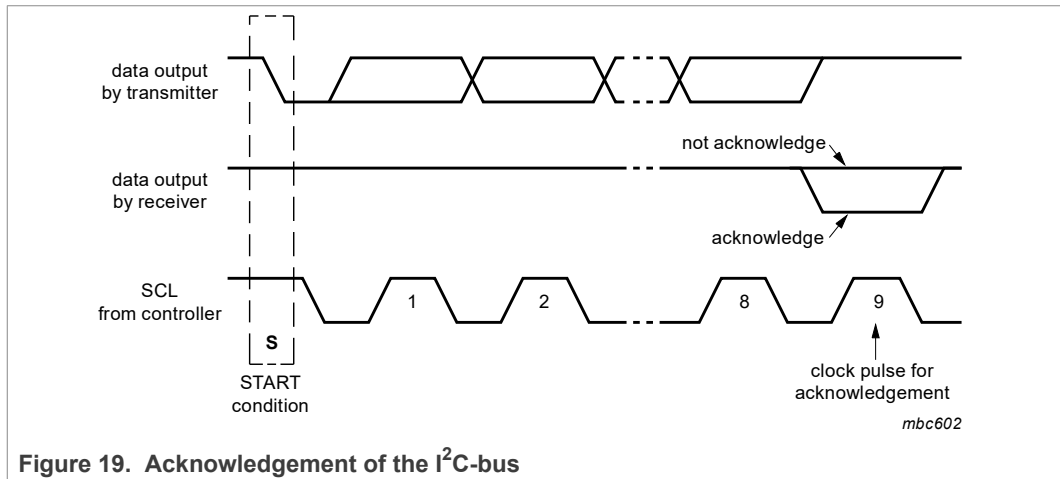 data output
by transmitter
not acknowledge
data output
by receiver
acknowledge
SCL
from controller
1
2
8
9
S
START
condition
clock pulse for
acknowledgement
mbc602
Figure 19. Acknowledgement of the I²C-bus